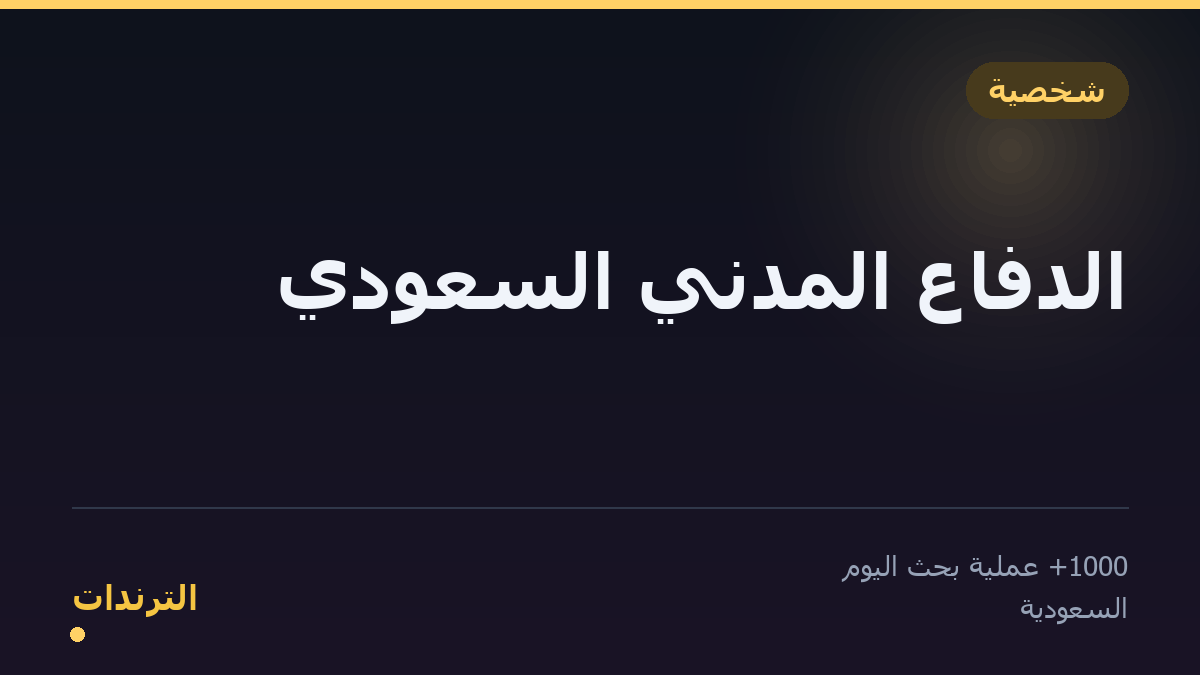 شخصية
الدفاع المدني السعودي
1000+ عملية بحث اليوم
السعودية
الترندات